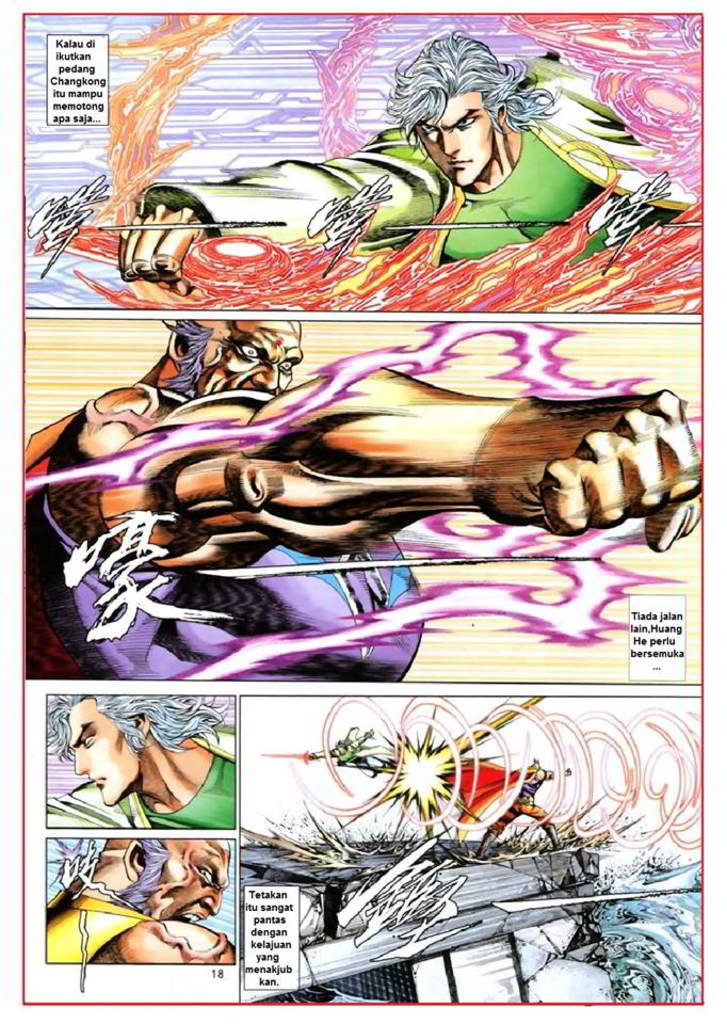 Kalau di
ikutkan
pedang
Changkong
itu mampu
memotong
apa saja...
嚎
Tiada jalan
lain,Huang
He perlu
bersemuka
...
Tetakan
itu sangat
pantas
dengan
kelajuan
yang
menakjub
kan.
18